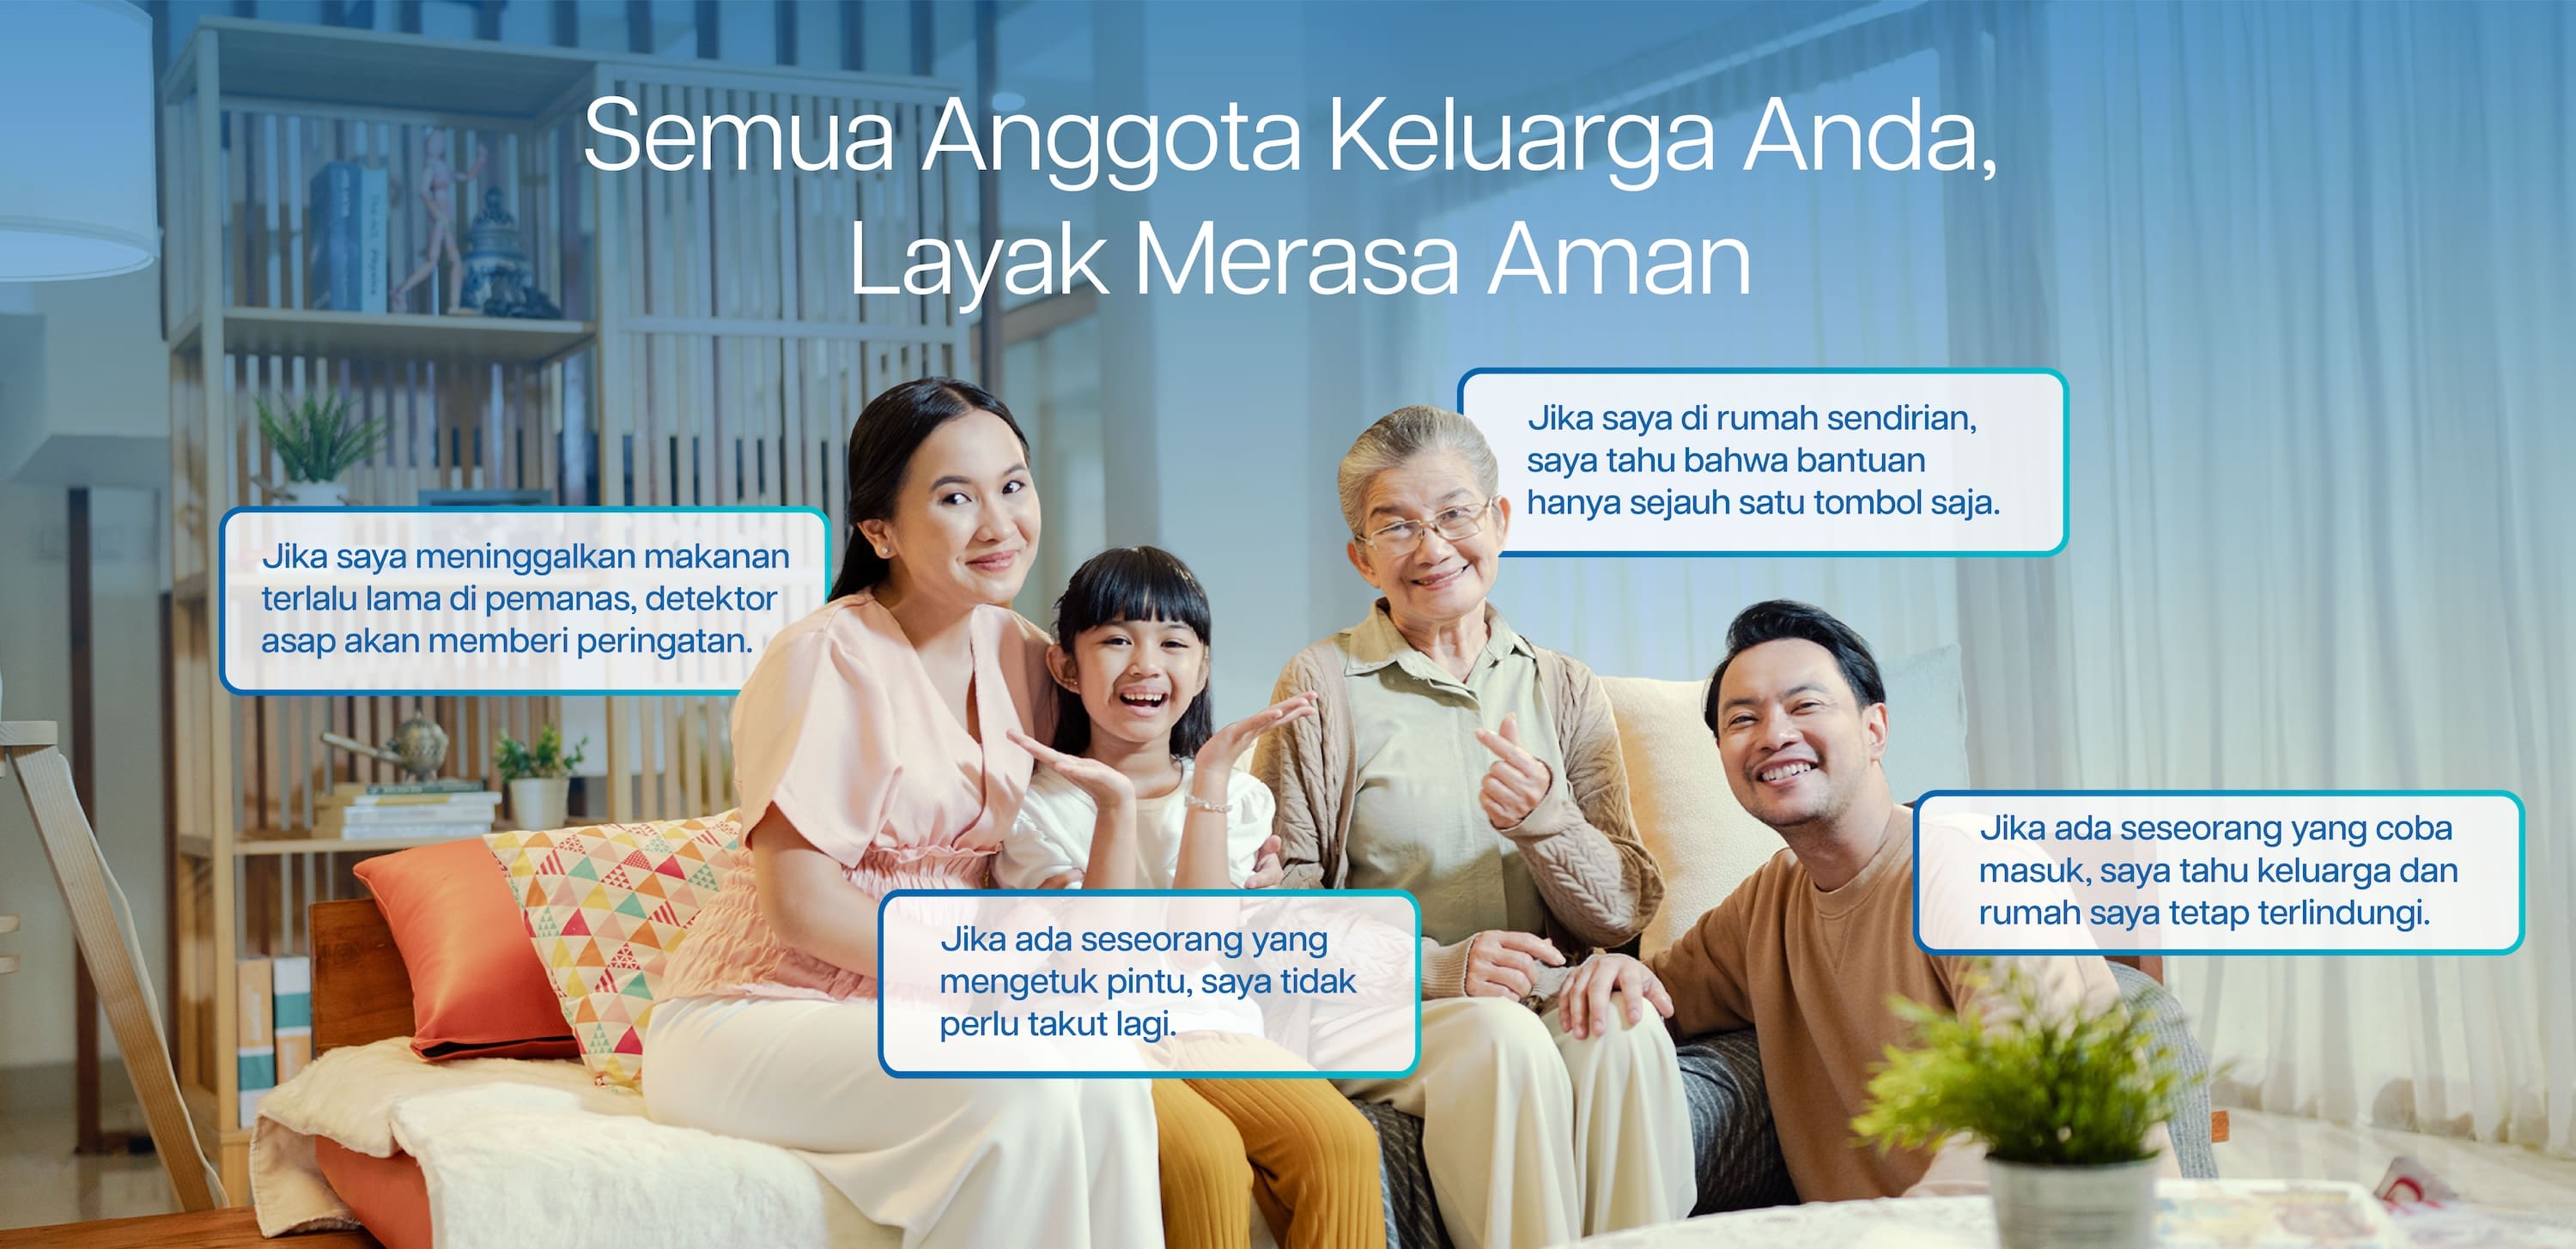 Semua Anggota Keluarga Anda,
Layak Merasa Aman
Jika saya di rumah sendirian,
saya tahu bahwa bantuan
hanya sejauh satu tombol saja.
Jika saya meninggalkan makanan
terlalu lama di pemanas, detektor
asap akan memberi peringatan.
Jika ada seseorang yang coba
masuk, saya tahu keluarga dan
rumah saya tetap terlindungi.
Jika ada seseorang yang
mengetuk pintu, saya tidak
perlu takut lagi.